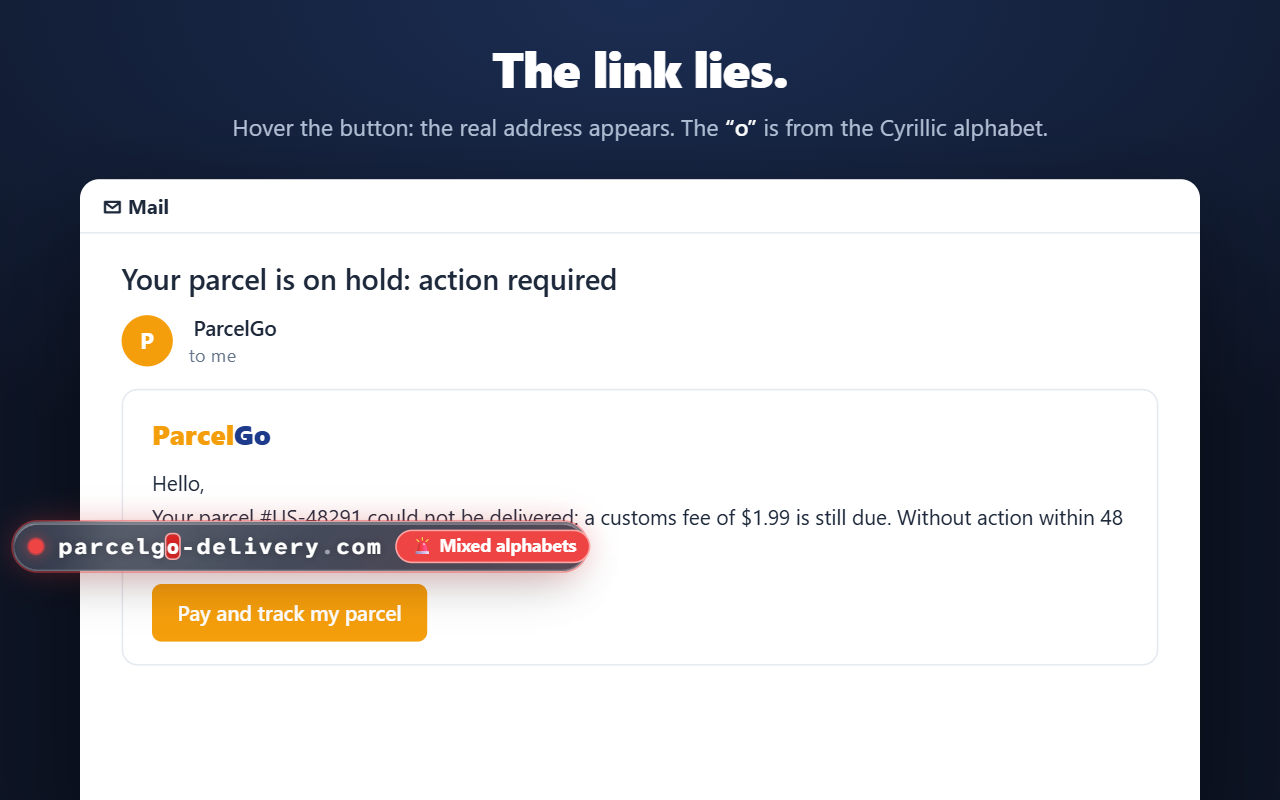 The link lies.
Hover the button: the real address appears. The “o” is from the Cyrillic alphabet.
Mail
Your parcel is on hold: action required
P
ParcelGo
to me
ParcelGo
Hello,
Your parcel #US-48291 could not be delivered: a customs fee of $1.99 is still due. Without action within 48
parcelgо-delivery.com
Mixed alphabets
Pay and track my parcel